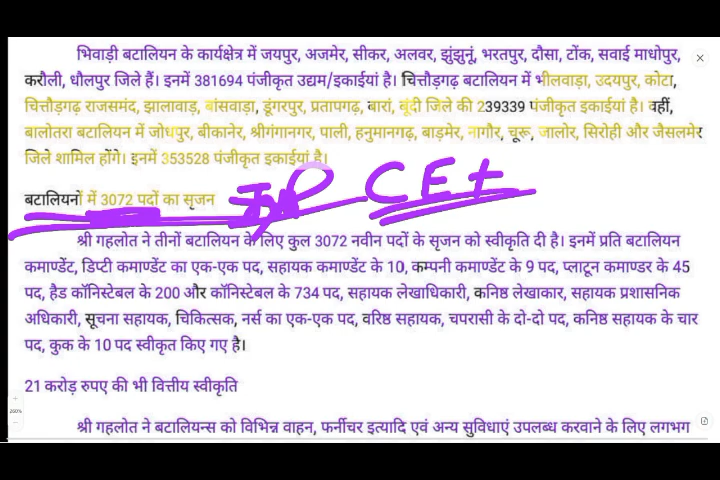 भिवाड़ी बटालियन के कार्यक्षेत्र में जयपुर, अजमेर, सीकर, अलवर, झुंझुनूं, भरतपुर, दौसा, टोंक, सवाई माधोपुर,
करौली, धौलपुर जिले हैं। इनमें 381694 पंजीकृत उद्यम/इकाईयां है। चित्तौड़गढ़ बटालियन में भीलवाड़ा, उदयपुर, कोटा,
चित्तौड़गढ़ राजसमंद, झालावाड़, बांसवाड़ा, डूंगरपुर, प्रतापगढ़, बारां, बूंदी जिले की 239339 पंजीकृत इकाईयां है। वहीं,
बालोतरा बटालियन में जोधपुर, बीकानेर, श्रीगंगानगर, पाली, हनुमानगढ़, बाड़मेर, नागौर, चूरू, जालोर, सिरोही और जैसलमेर
जिले शामिल होंगे। इनमें 353528 पंजीकृत इकाईयां है।
CET
बटालियनों में 3072 पदों का सृजन
श्री गहलोत ने तीनों बटालियन के लिए कुल 3072 नवीन पदों के सृजन को स्वीकृति दी है। इनमें प्रति बटालियन
कमाण्डेंट, डिप्टी कमाण्डेंट का एक-एक पद, सहायक कमाण्डेंट के 10, कम्पनी कमाण्डेंट के 9 पद, प्लाटून कमाण्डर के 45
पद, हैड कॉनिस्टेबल के 200 और कॉनिस्टेबल के 734 पद, सहायक लेखाधिकारी, कनिष्ठ लेखाकार, सहायक प्रशासनिक
अधिकारी, सूचना सहायक, चिकित्सक, नर्स का एक-एक पद, वरिष्ठ सहायक, चपरासी के दो-दो पद, कनिष्ठ सहायक के चार
पद, कुक के 10 पद स्वीकृत किए गए है।
21 करोड़ रुपए की भी वित्तीय स्वीकृति
260%
श्री गहलोत ने बटालियन्स को विभिन्न वाहन, फर्नीचर इत्यादि एवं अन्य सुविधाएं उपलब्ध करवाने के लिए लगभग